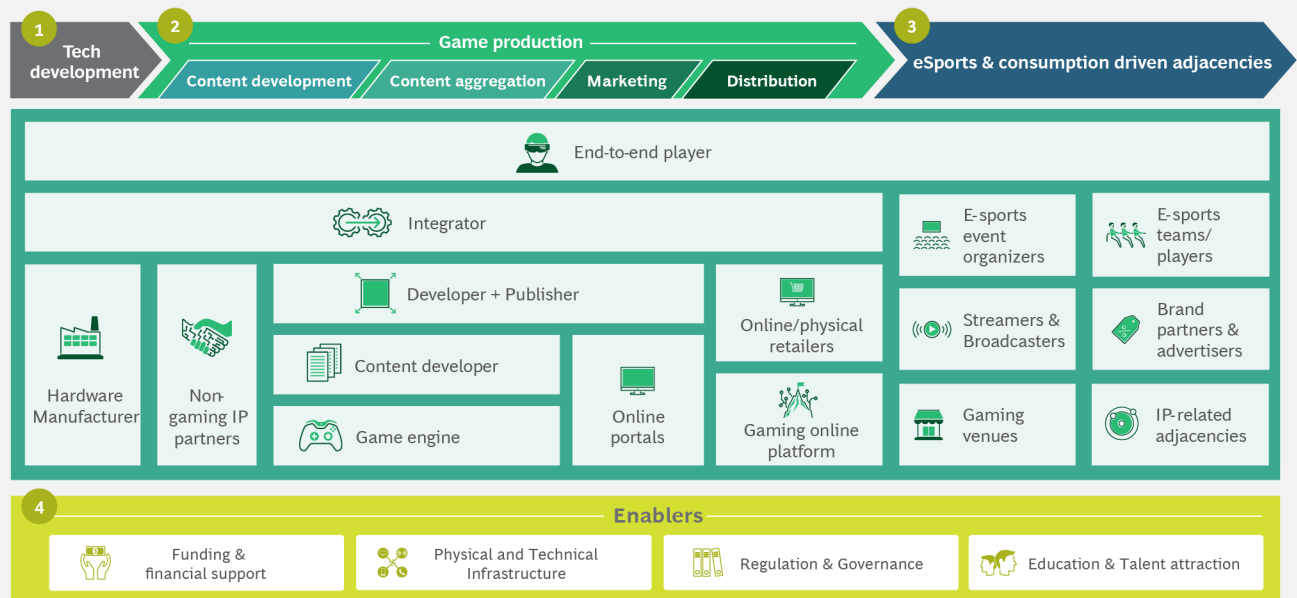 1
Tech
development
2
Game production
Content development
Content aggregation
Marketing
Distribution
3
eSports & consumption driven adjacencies
End-to-end player
Integrator
Hardware
Manufacturer
Non-
gaming IP
partners
Developer + Publisher
Content developer
Game engine
Online
portals
Online/physical
retailers
Gaming online
platform
E-sports
event
organizers
E-sports
teams/
players
Streamers &
Broadcasters
Brand
partners &
advertisers
Gaming
venues
IP-related
adjacencies
4
Enablers
Funding &
financial support
Physical and Technical
Infrastructure
Regulation & Governance
Education & Talent attraction